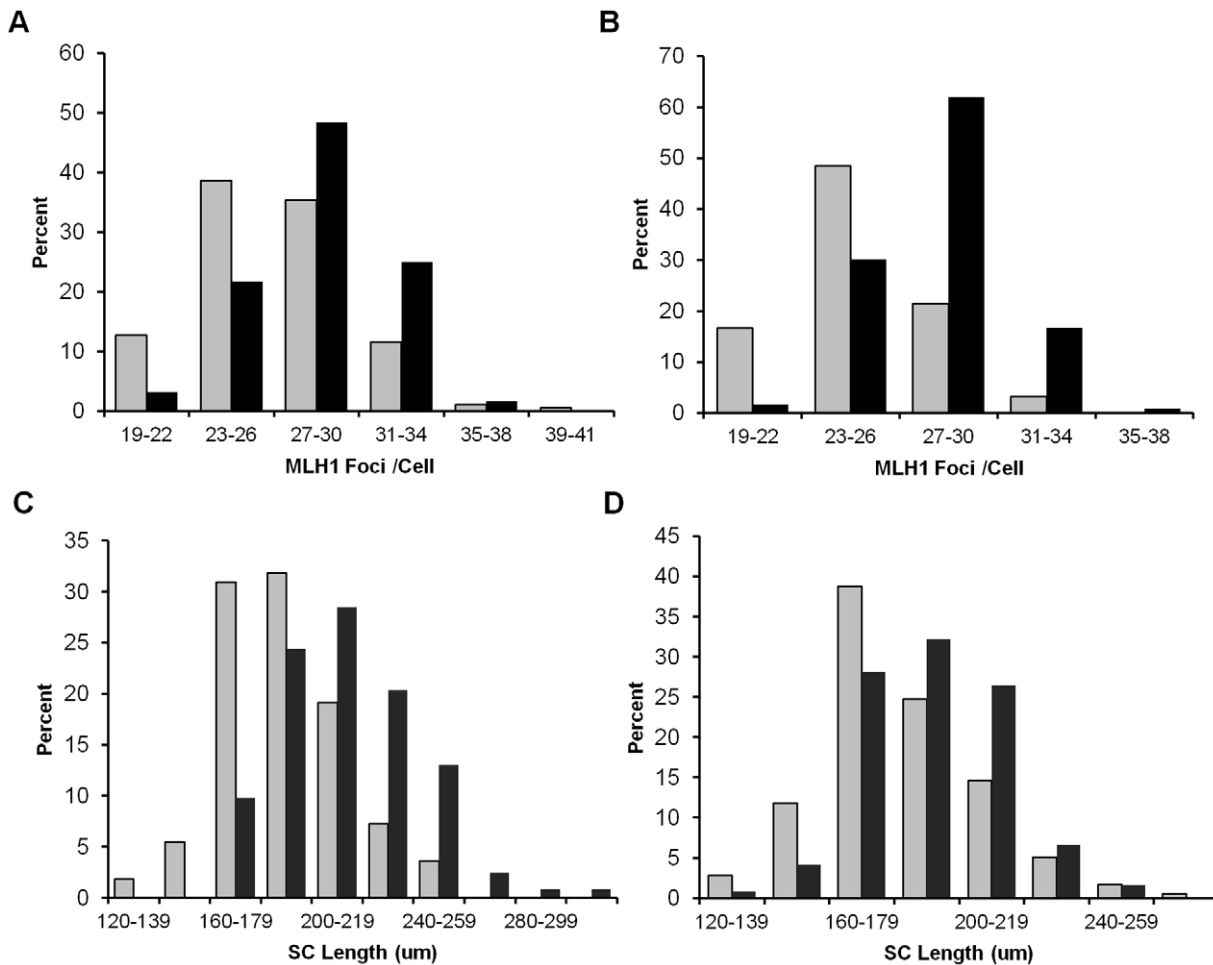 A
60
50
40
30
20
10
0
Percent
19-22 23-26 27-30 31-34 35-38 39-41
MLH1 Foci /Cell
B
70
60
50
40
30
20
10
0
Percent
19-22 23-26 27-30 31-34 35-38
MLH1 Foci /Cell
C
35
30
25
20
15
10
5
0
Percent
120-139 160-179 200-219 240-259 280-299
SC Length (um)
D
45
40
35
30
25
20
15
10
5
0
Percent
120-139 160-179 200-219 240-259
SC Length (um)